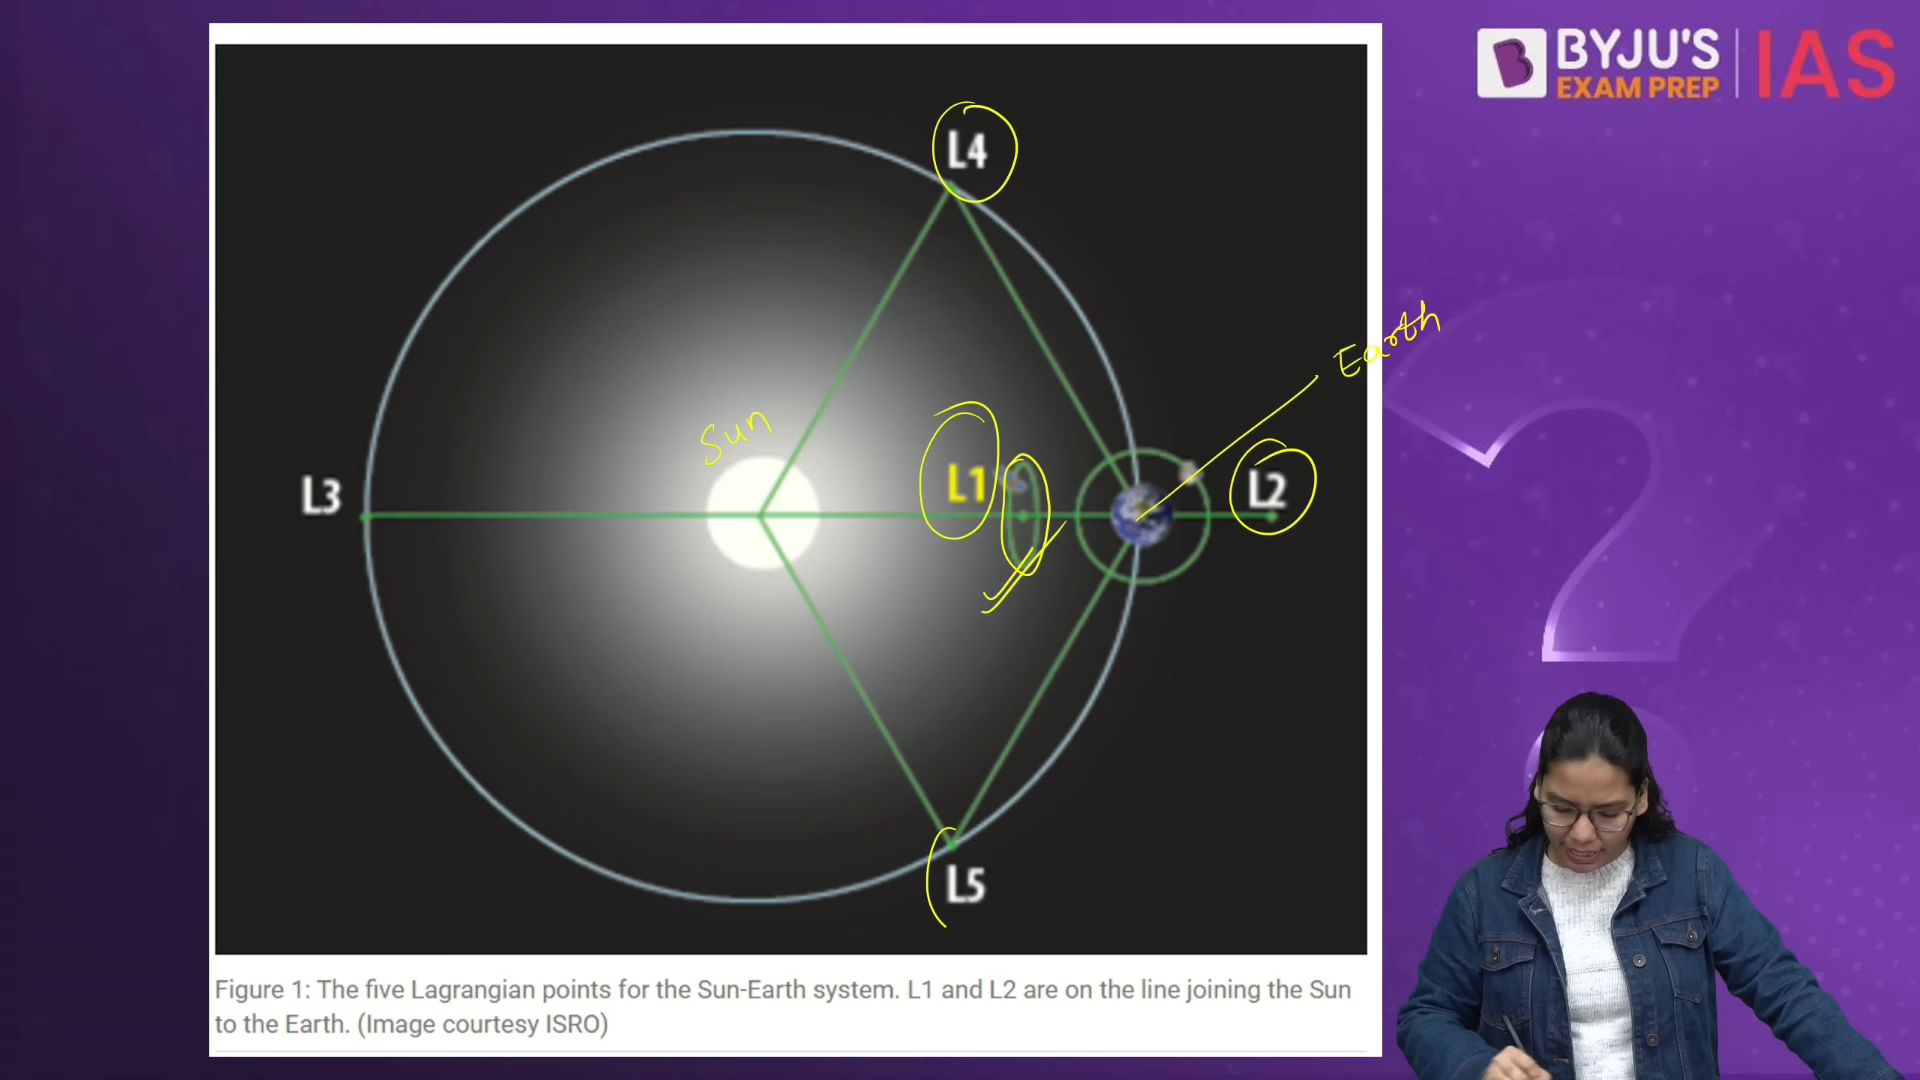 BYJU'S
EXAM PREP
IAS
L4
Earth
Sun
L3
L1
L2
L5
Figure 1: The five Lagrangian points for the Sun-Earth system. L1 and L2 are on the line joining the Sun
to the Earth. (Image courtesy ISRO)